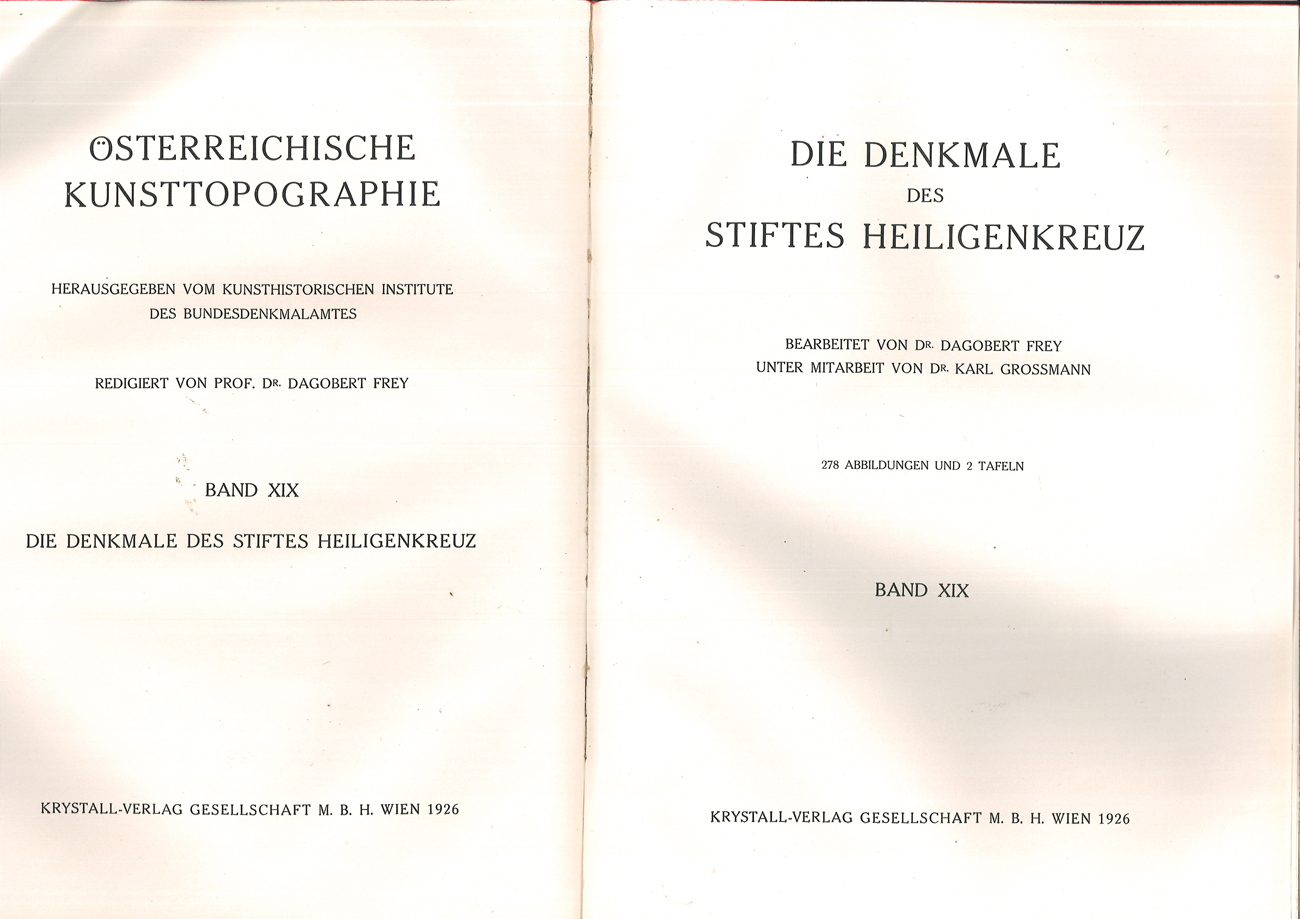 ÖSTERREICHISCHE
KUNSTTOPOGRAPHIE
HERAUSGEGEBEN VOM KUNSTHISTORISCHEN INSTITUTE
DES BUNDESDENKMALAMTES
REDIGIERT VON PROF. DR. DAGOBERT FREY
BAND XIX
DIE DENKMALE DES STIFTES HEILIGENKREUZ
KRYSTALL-VERLAG GESELLSCHAFT M. B. H. WIEN 1926
DIE DENKMALE
DES
STIFTES HEILIGENKREUZ
BEARBEITET VON DR. DAGOBERT FREY
UNTER MITARBEIT VON DR. KARL GROSSMANN
278 ABBILDUNGEN UND 2 TAFELN
BAND XIX
KRYSTALL-VERLAG GESELLSCHAFT M. B. H. WIEN 1926